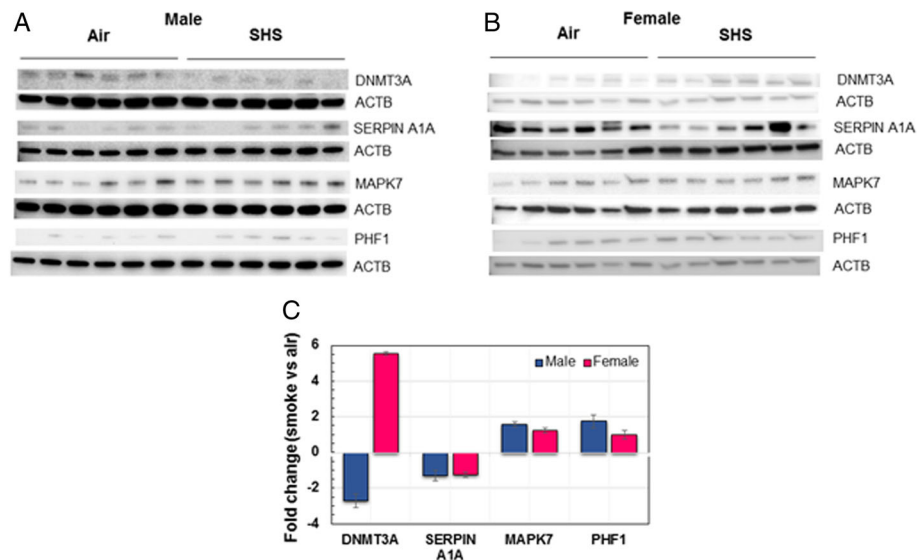 A
Male
Air SHS
DNMT3A
ACTB
SERPIN A1A
ACTB
MAPK7
ACTB
PHF1
ACTB
B
Female
Air SHS
DNMT3A
ACTB
SERPIN A1A
ACTB
MAPK7
ACTB
PHF1
ACTB
C
Fold change (smoke vs air)
6
4
2
0
-2
-4
Male Female
DNMT3A SERPIN MAPK7 PHF1
A1A